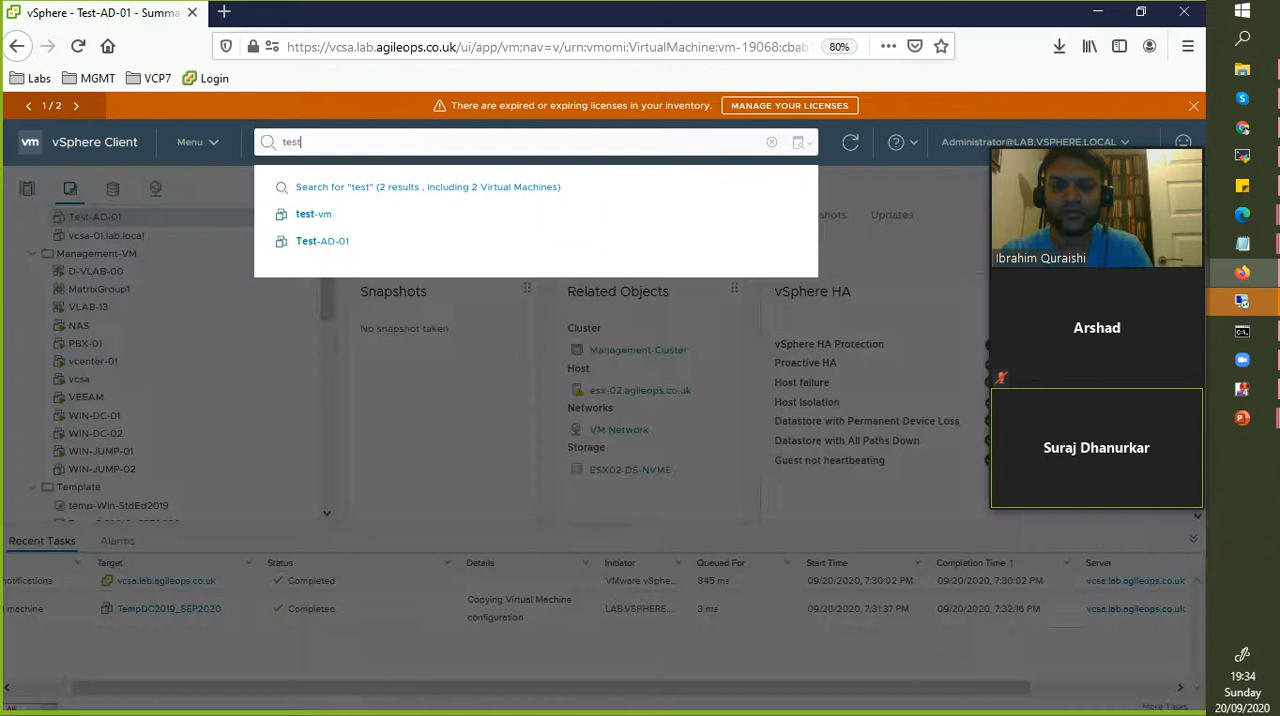 vSphere - Test-AD-01 - Summa
https://vcsa.lab.agileops.co.uk/ui/app/vm;nav=v/urn:vmomi:VirtualMachine:vm-19068:cbab
80%
Labs
MGMT
VCP7
Login
1 / 2
There are expired or expiring licenses in your inventory.
MANAGE YOUR LICENSES
vm
vSphere Client
Menu
test
Administrator@LAB.VSPHERE.LOCAL
Search for "test" (2 results , including 2 Virtual Machines)
test-vm
Test-AD-01
Updates
Test-AD-01
vcsa-01.lab.local
Management-VM
D-VLAB-00
MatrixGroup1
VLAB-13
NAS
PBX-01
vcenter-01
vcsa
VEEAM
WIN-DC-01
WIN-DC-02
WIN-JUMP-01
WIN-JUMP-02
Template
temp-Win-StdEd2019
Snapshots
No snapsnot taken
Related Objects
Cluster
Management-Cluster
Host
esx-02.agileops.co.uk
Networks
VM Network
Storage
ESX02-DS-NVME
vSphere HA
vSphere HA Protection
Proactive HA
Host failure
Host Isolation
Datastore with Permanent Device Loss
Datastore with All Paths Down
Guest not heartbeating
Ibrahim Quraishi
Arshad
Suraj Dhanurkar
Recent Tasks
Alarms
Target
Status
Details
Initiator
Queued For
Start Time
Completion Time
Server
notifications
vcsa.lab.agileops.co.uk
Completed
VMware vSphe...
845 ms
09/20/2020, 7:30:02 PM
09/20/2020, 7:30:02 PM
vcsa.lab.agileops.co.uk
machine
TempDC2019_SEP2020
Completed
Copying Virtual Machine
configuration
LAB.VSPHERE...
3 ms
09/20/2020, 7:31:37 PM
09/20/2020, 7:32:16 PM
vcsa.lab.agileops.co.uk
All
More Tasks
19:34
Sunday
20/09/2020